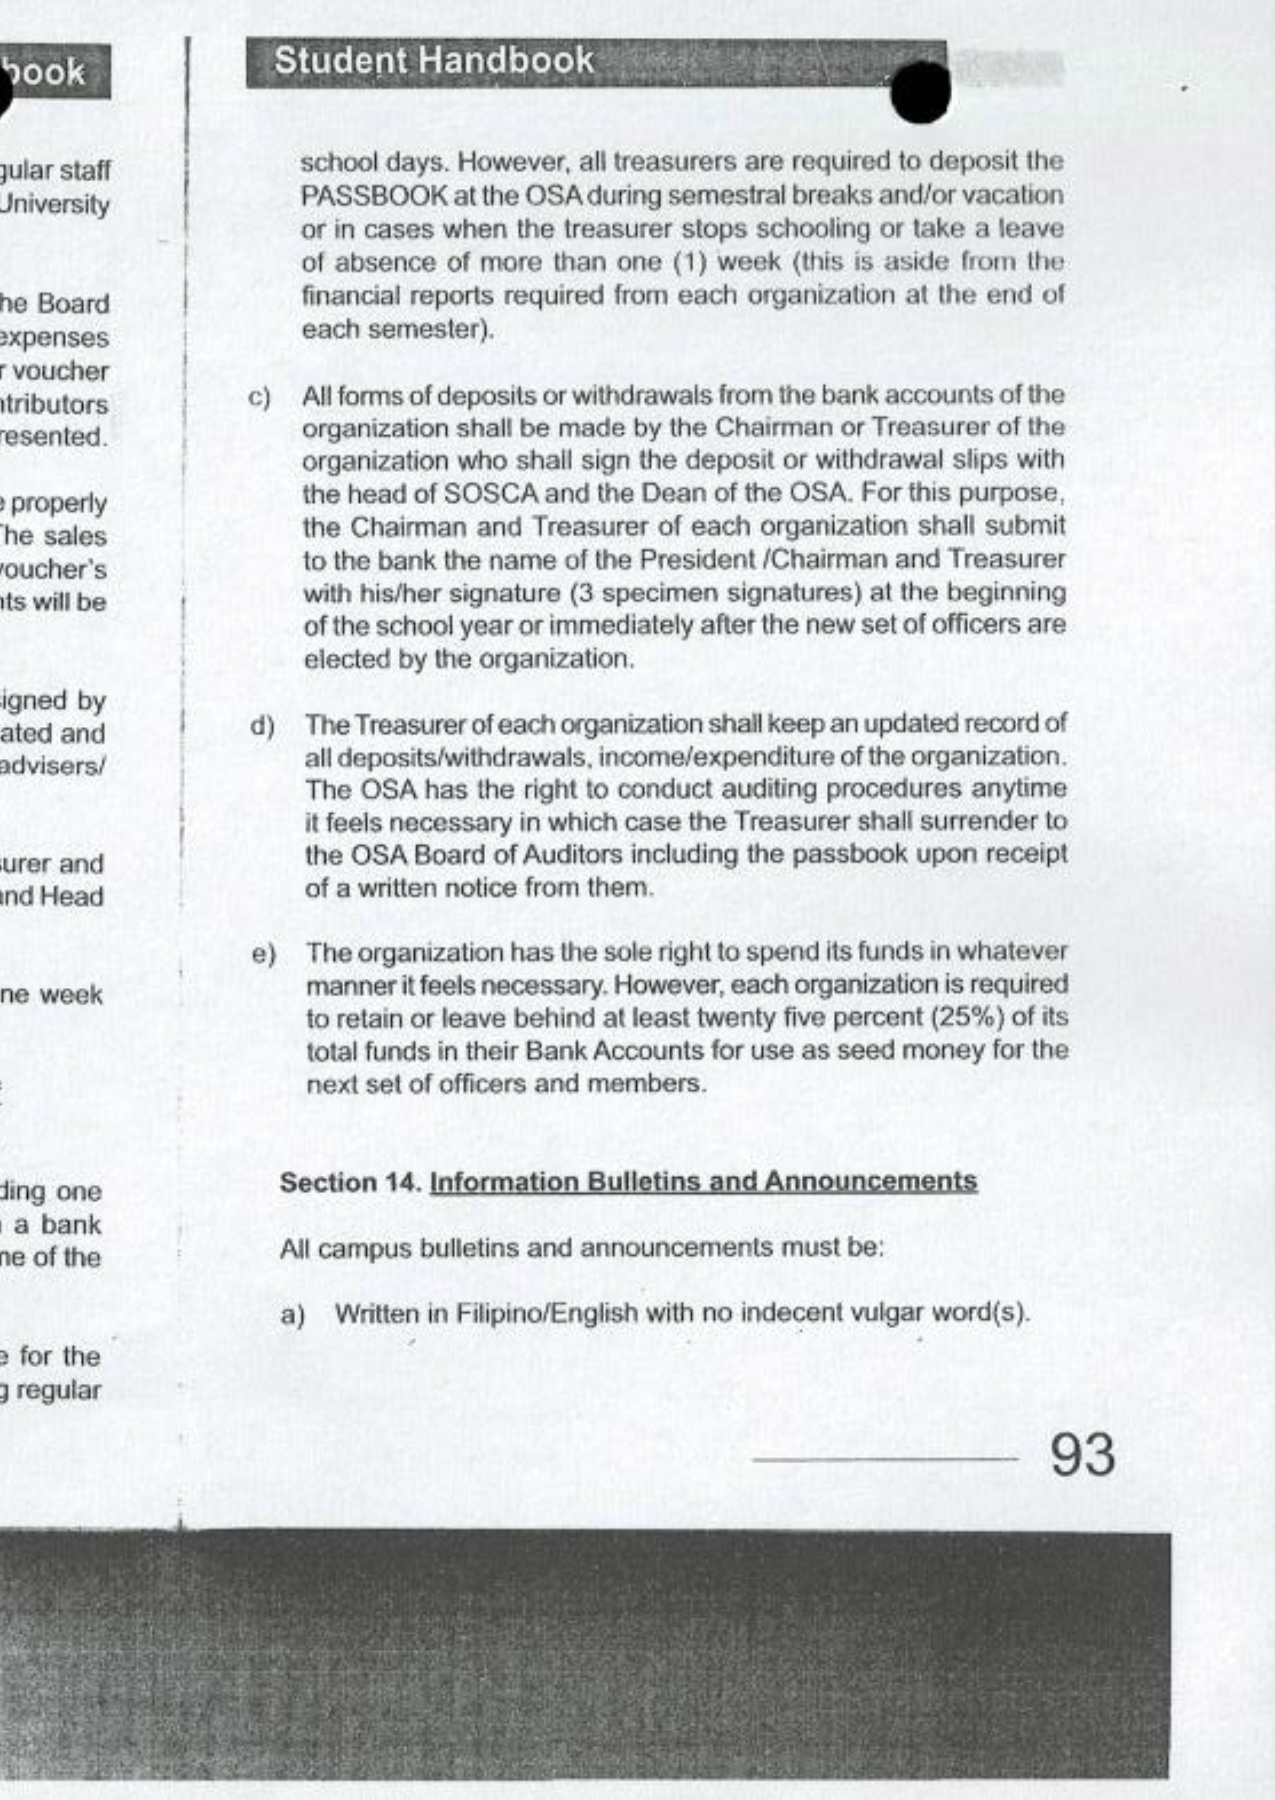 book
gular staff
University
he Board
expenses
voucher
ntributors
resented.
properly
The sales
voucher's
nts will be
signed by
ated and
advisers/
surer and
and Head
ne week
ding one
a bank
me of the
for the
regular
Student Handbook
school days. However, all treasurers are required to deposit the
PASSBOOK at the OSA during semestral breaks and/or vacation
or in cases when the treasurer stops schooling or take a leave
of absence of more than one (1) week (this is aside from the
financial reports required from each organization at the end of
each semester).
c) All forms of deposits or withdrawals from the bank accounts of the
organization shall be made by the Chairman or Treasurer of the
organization who shall sign the deposit or withdrawal slips with
the head of SOSCA and the Dean of the OSA. For this purpose,
the Chairman and Treasurer of each organization shall submit
to the bank the name of the President /Chairman and Treasurer
with his/her signature (3 specimen signatures) at the beginning
of the school year or immediately after the new set of officers are
elected by the organization.
d) The Treasurer of each organization shall keep an updated record of
all deposits/withdrawals, income/expenditure of the organization.
The OSA has the right to conduct auditing procedures anytime
it feels necessary in which case the Treasurer shall surrender to
the OSA Board of Auditors including the passbook upon receipt
of a written notice from them.
e) The organization has the sole right to spend its funds in whatever
manner it feels necessary. However, each organization is required
to retain or leave behind at least twenty five percent (25%) of its
total funds in their Bank Accounts for use as seed money for the
next set of officers and members.
Section 14. Information Bulletins and Announcements
All campus bulletins and announcements must be:
a) Written in Filipino/English with no indecent vulgar word(s).
93